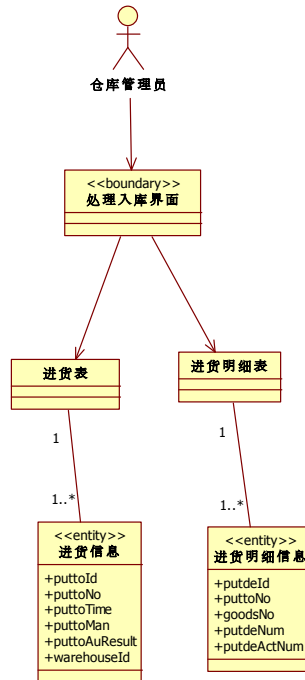 仓库管理员
<<boundary>>
处理入库界面
进货表
进货明细表
1
1
1..*
1..*
<<entity>>
进货信息
+puttoId
+puttoNo
+puttoTime
+puttoMan
+puttoAuResult
+warehouseId
<<entity>>
进货明细信息
+putdeId
+puttoNo
+goodsNo
+putdeNum
+putdeActNum